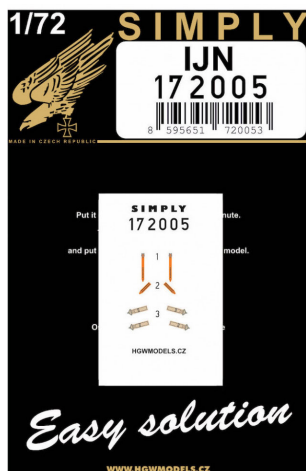 1/72 SIMPLY
IJN
172005
8 595651 720053
MADE IN CZECH REPUBLIC
SIMPLY
172005
Put it nute.
1
and put model.
2
3
HGWMODELS.CZ
Easy solution
WWW.HGWMODELS.CZ